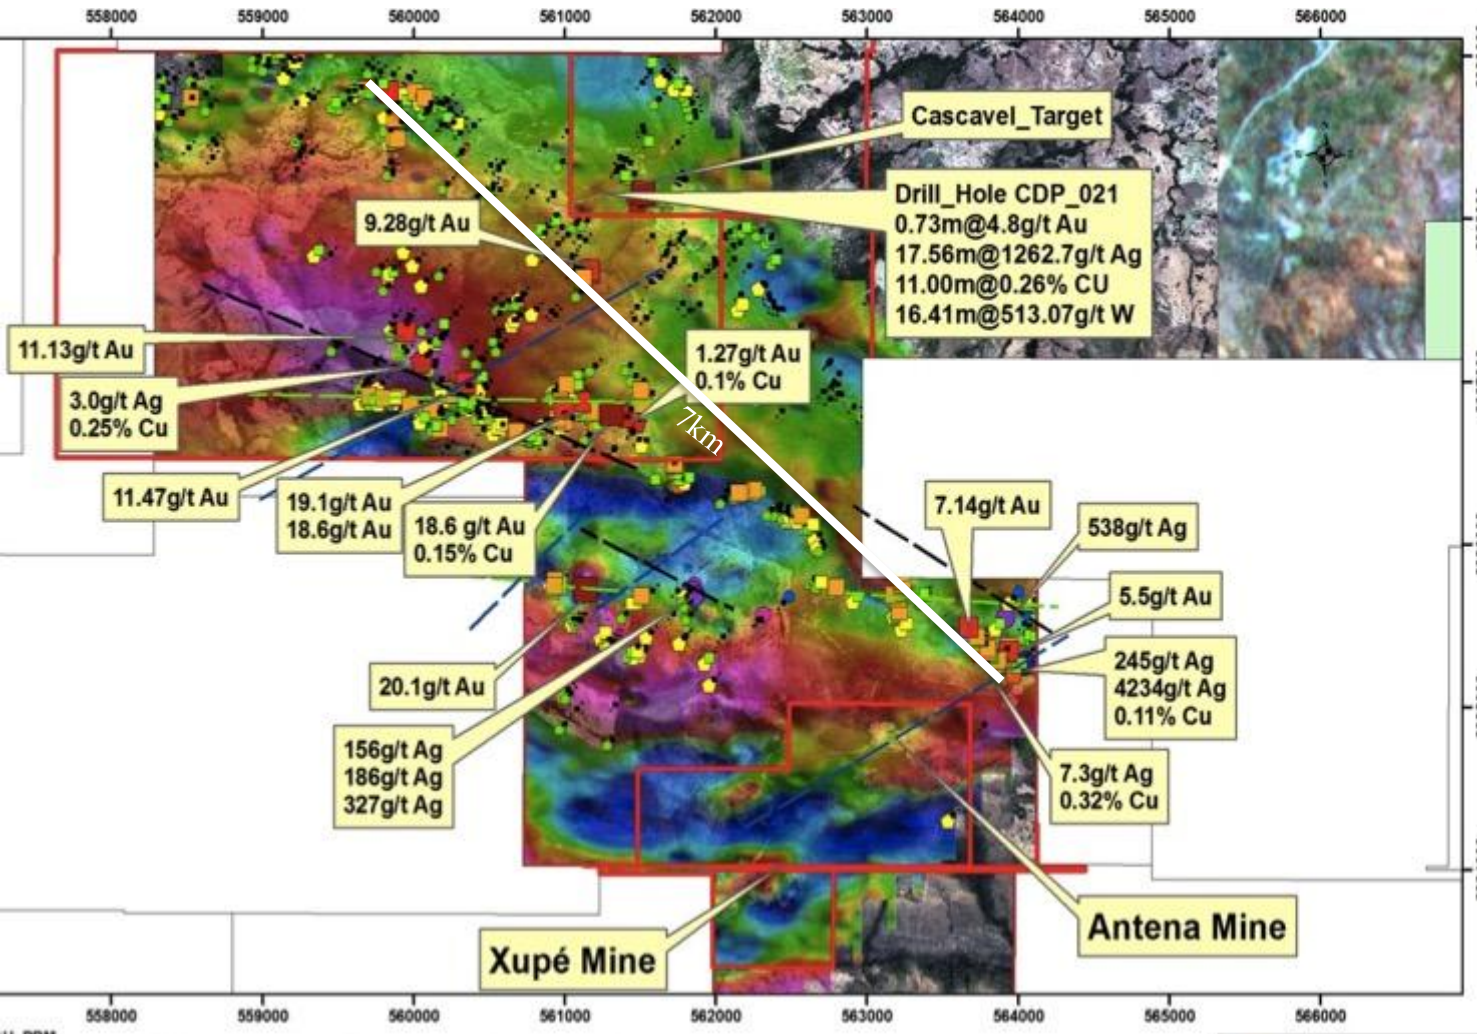 558000 559000 560000 561000 562000 563000 564000 565000 566000
Cascavel_Target
Drill_Hole CDP_021
0.73m@4.8g/t Au
17.56m@1262.7g/t Ag
11.00m@0.26% CU
16.41m@513.07g/t W
9.28g/t Au
11.13g/t Au
1.27g/t Au
0.1% Cu
3.0g/t Ag
0.25% Cu
7km
11.47g/t Au
19.1g/t Au
18.6g/t Au
18.6 g/t Au
0.15% Cu
7.14g/t Au
538g/t Ag
5.5g/t Au
20.1g/t Au
245g/t Ag
4234g/t Ag
0.11% Cu
156g/t Ag
186g/t Ag
327g/t Ag
7.3g/t Ag
0.32% Cu
Antena Mine
Xupé Mine
558000 559000 560000 561000 562000 563000 564000 565000 566000